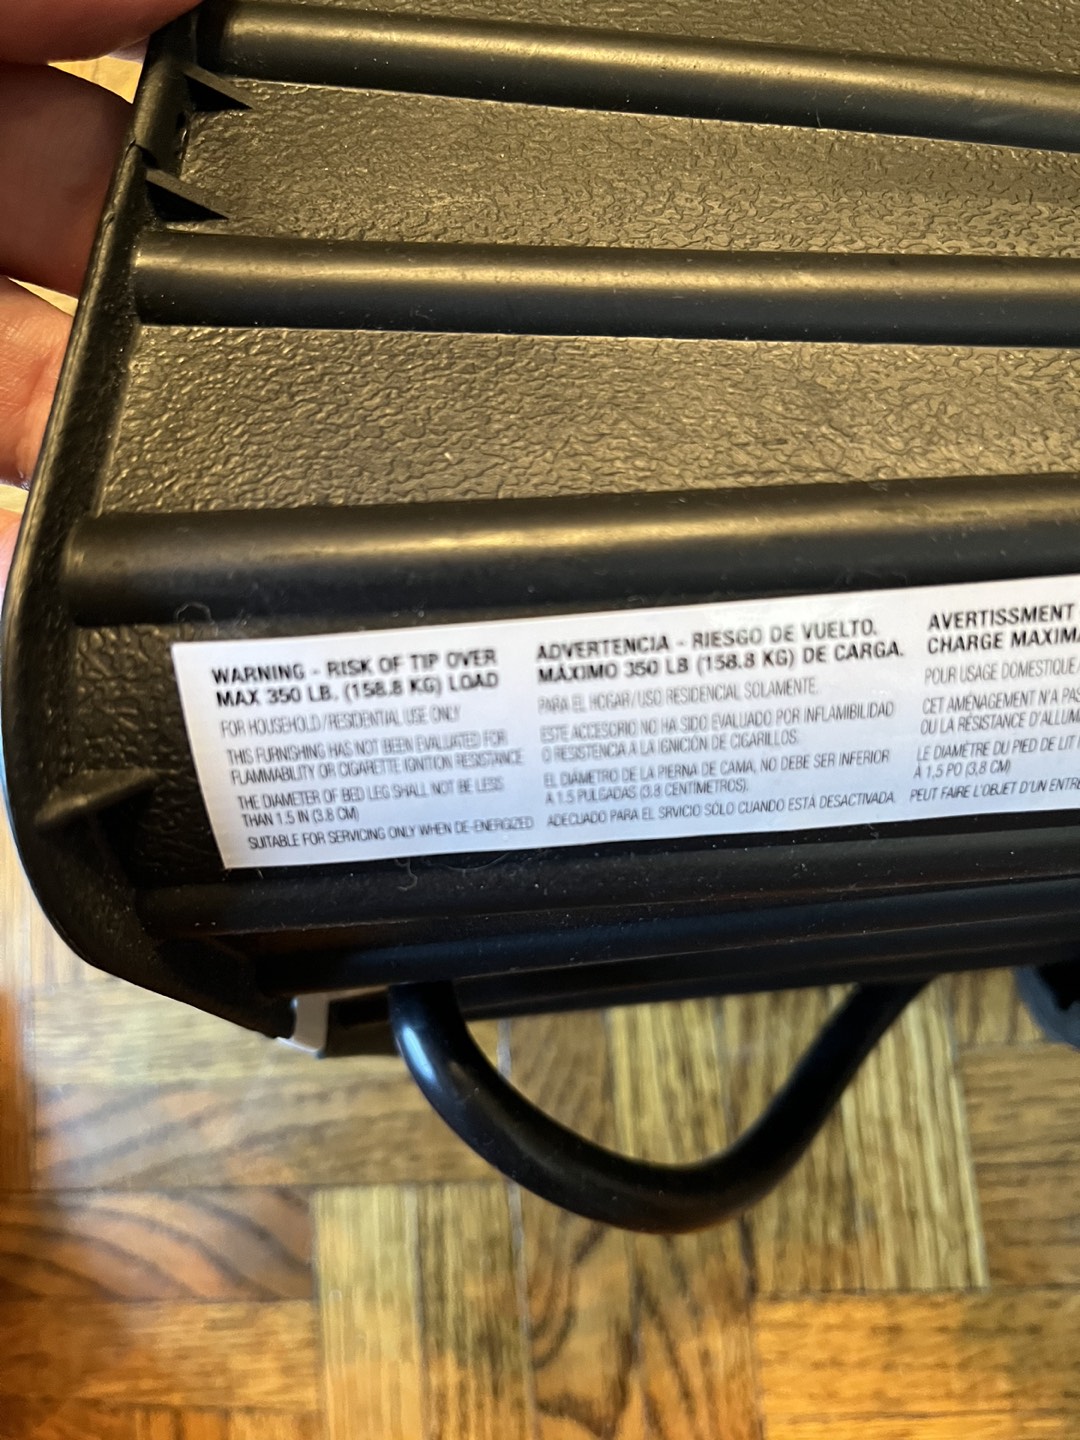 WARNING - RISK OF TIP OVER
MAX 350 LB. (158.8 KG) LOAD
FOR HOUSEHOLD/RESIDENTIAL USE ONLY
THIS FURNISHING HAS NOT BEEN EVALUATED FOR
FLAMMABILITY OR CIGARETTE IGNITION RESISTANCE
THE DIAMETER OF BED LEG SHALL NOT BE LESS
THAN 1.5 IN (3.8 CM)
SUITABLE FOR SERVICING ONLY WHEN DE-ENERGIZED
ADVERTENCIA - RIESGO DE VUELTO.
MÁXIMO 350 LB (158.8 KG) DE CARGA.
PARA EL HOGAR/USO RESIDENCIAL SOLAMENTE.
ESTE ACCESORIO NO HA SIDO EVALUADO POR INFLAMIBILIDAD
O RESISTENCIA A LA IGNICIÓN DE CIGARILLOS.
EL DIÁMETRO DE LA PIERNA DE CAMA, NO DEBE SER INFERIOR
A 1.5 PULGADAS (3.8 CENTÍMETROS).
ADECUADO PARA EL SRVICIO SÓLO CUANDO ESTÁ DESACTIVADA.
AVERTISSMENT
CHARGE MAXIMA
POUR USAGE DOMESTIQUE
CET AMÉNAGEMENT N'A PAS
OU LA RÉSISTANCE D'ALLUM
LE DIAMÈTRE DU PIED DE LIT
À 1,5 PO (3,8 CM)
PEUT FAIRE L'OBJET D'UN ENTRE